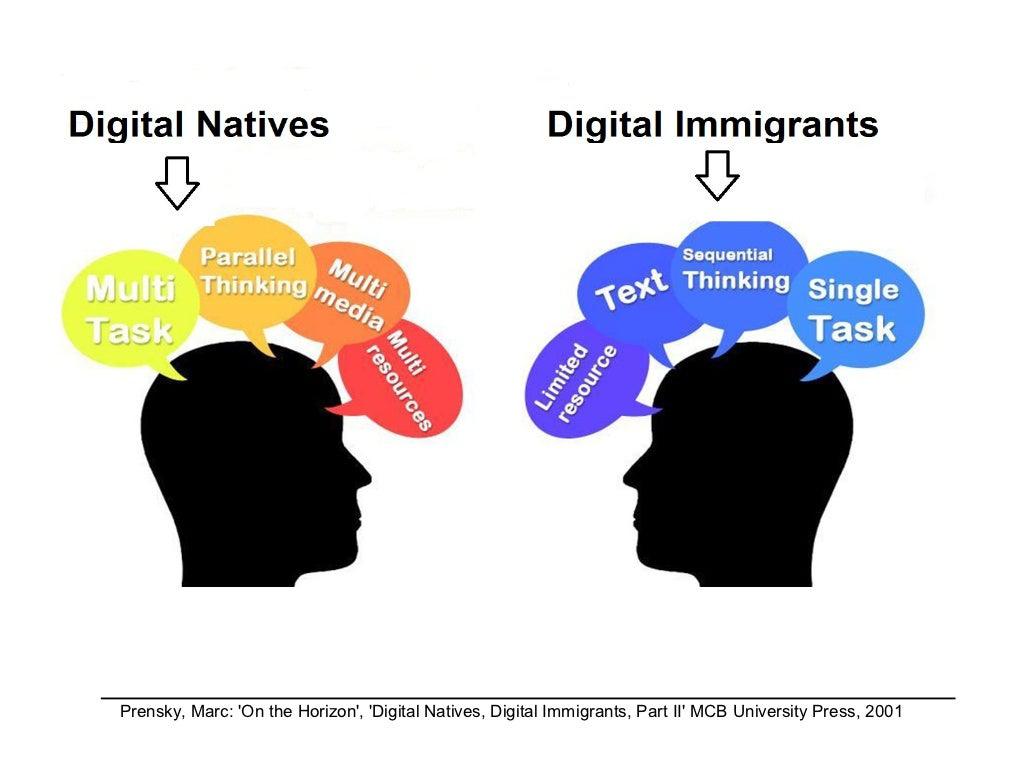 Digital Natives
Digital Immigrants
Multi
Task
Parallel
Thinking
Multi
media
Multi
resources
Limited
resource
Text
Sequential
Thinking
Single
Task
Prensky, Marc: 'On the Horizon', 'Digital Natives, Digital Immigrants, Part II' MCB University Press, 2001